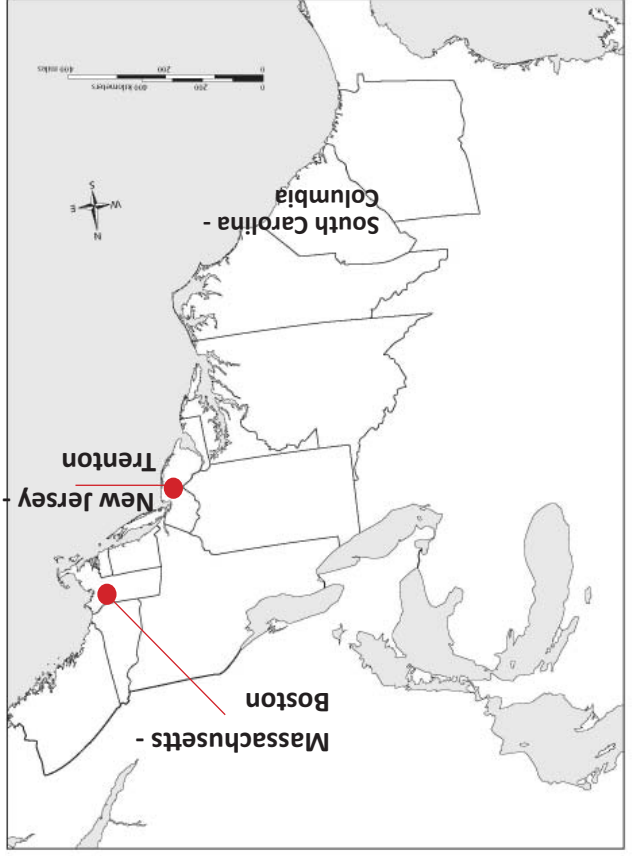 Massachusetts -
Boston
New Jersey -
Trenton
South Carolina -
Columbia
N
W
E
S
0
200
400 kilometers
0
200
400 miles